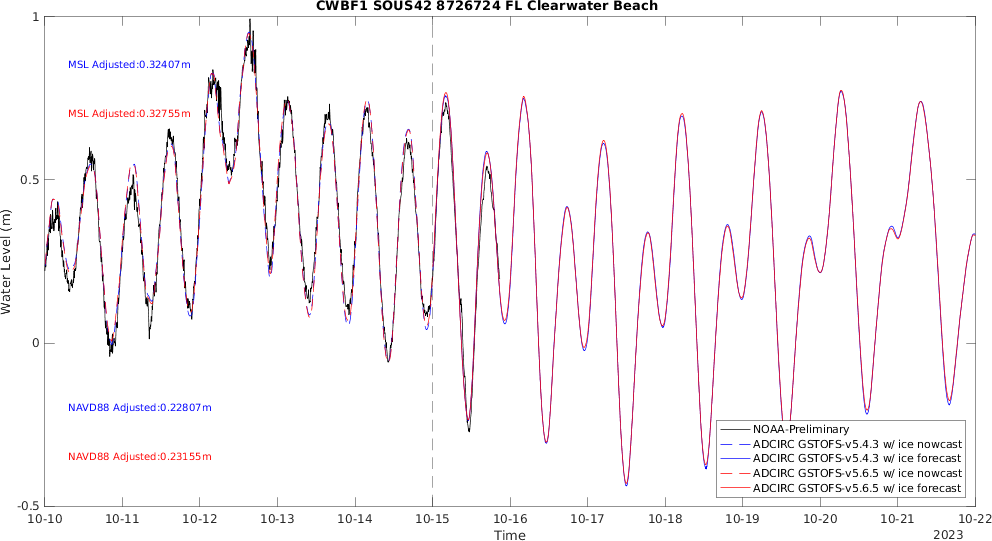 CWBF1 SOUS42 8726724 FL Clearwater Beach
1
0.5
0
-0.5
Water Level (m)
MSL Adjusted:0.32407m
MSL Adjusted:0.32755m
NAVD88 Adjusted:0.22807m
NAVD88 Adjusted:0.23155m
NOAA-Preliminary
ADCIRC GSTOFS-v5.4.3 w/ ice nowcast
ADCIRC GSTOFS-v5.4.3 w/ ice forecast
ADCIRC GSTOFS-v5.6.5 w/ ice nowcast
ADCIRC GSTOFS-v5.6.5 w/ ice forecast
10-10 10-11 10-12 10-13 10-14 10-15 10-16 10-17 10-18 10-19 10-20 10-21 10-22
Time
2023